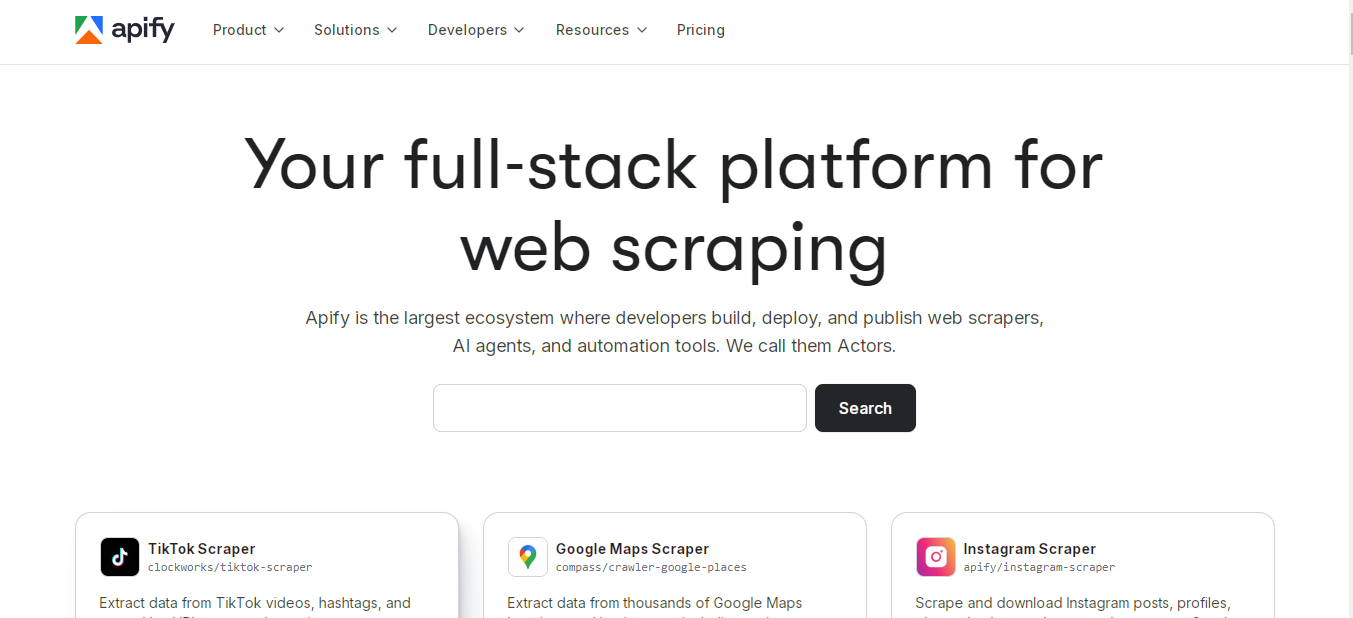 apify
Product
Solutions
Developers
Resources
Pricing
Your full-stack platform for
web scraping
Apify is the largest ecosystem where developers build, deploy, and publish web scrapers,
AI agents, and automation tools. We call them Actors.
Search
TikTok Scraper
clockworks/tiktok-scraper
Extract data from TikTok videos, hashtags, and
Google Maps Scraper
compass/crawler-google-places
Extract data from thousands of Google Maps
Instagram Scraper
apify/instagram-scraper
Scrape and download Instagram posts, profiles,